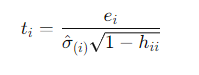 t_i = \frac{e_i}{\hat{\sigma}_{(i)}\sqrt{1 - h_{ii}}}